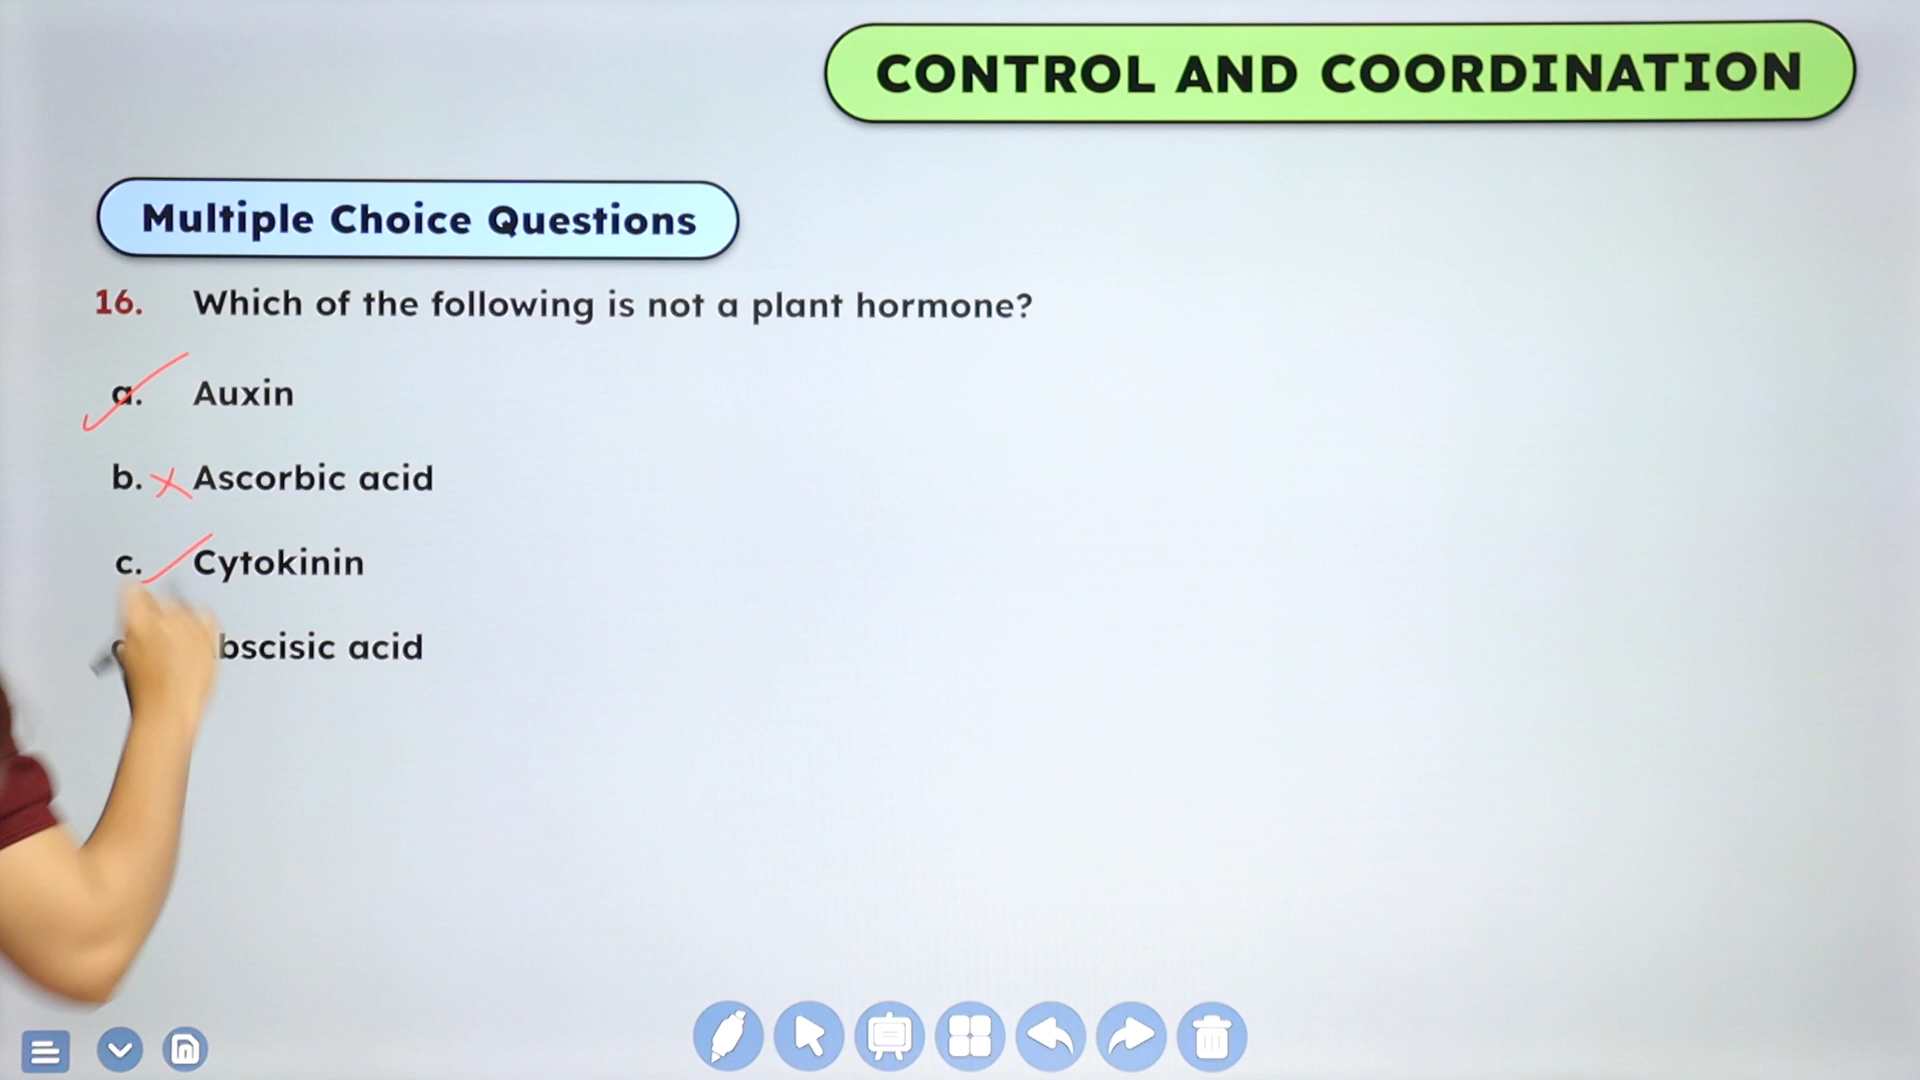 CONTROL AND COORDINATION
Multiple Choice Questions
16. Which of the following is not a plant hormone?
a. Auxin
b. Ascorbic acid
c. Cytokinin
bscisic acid